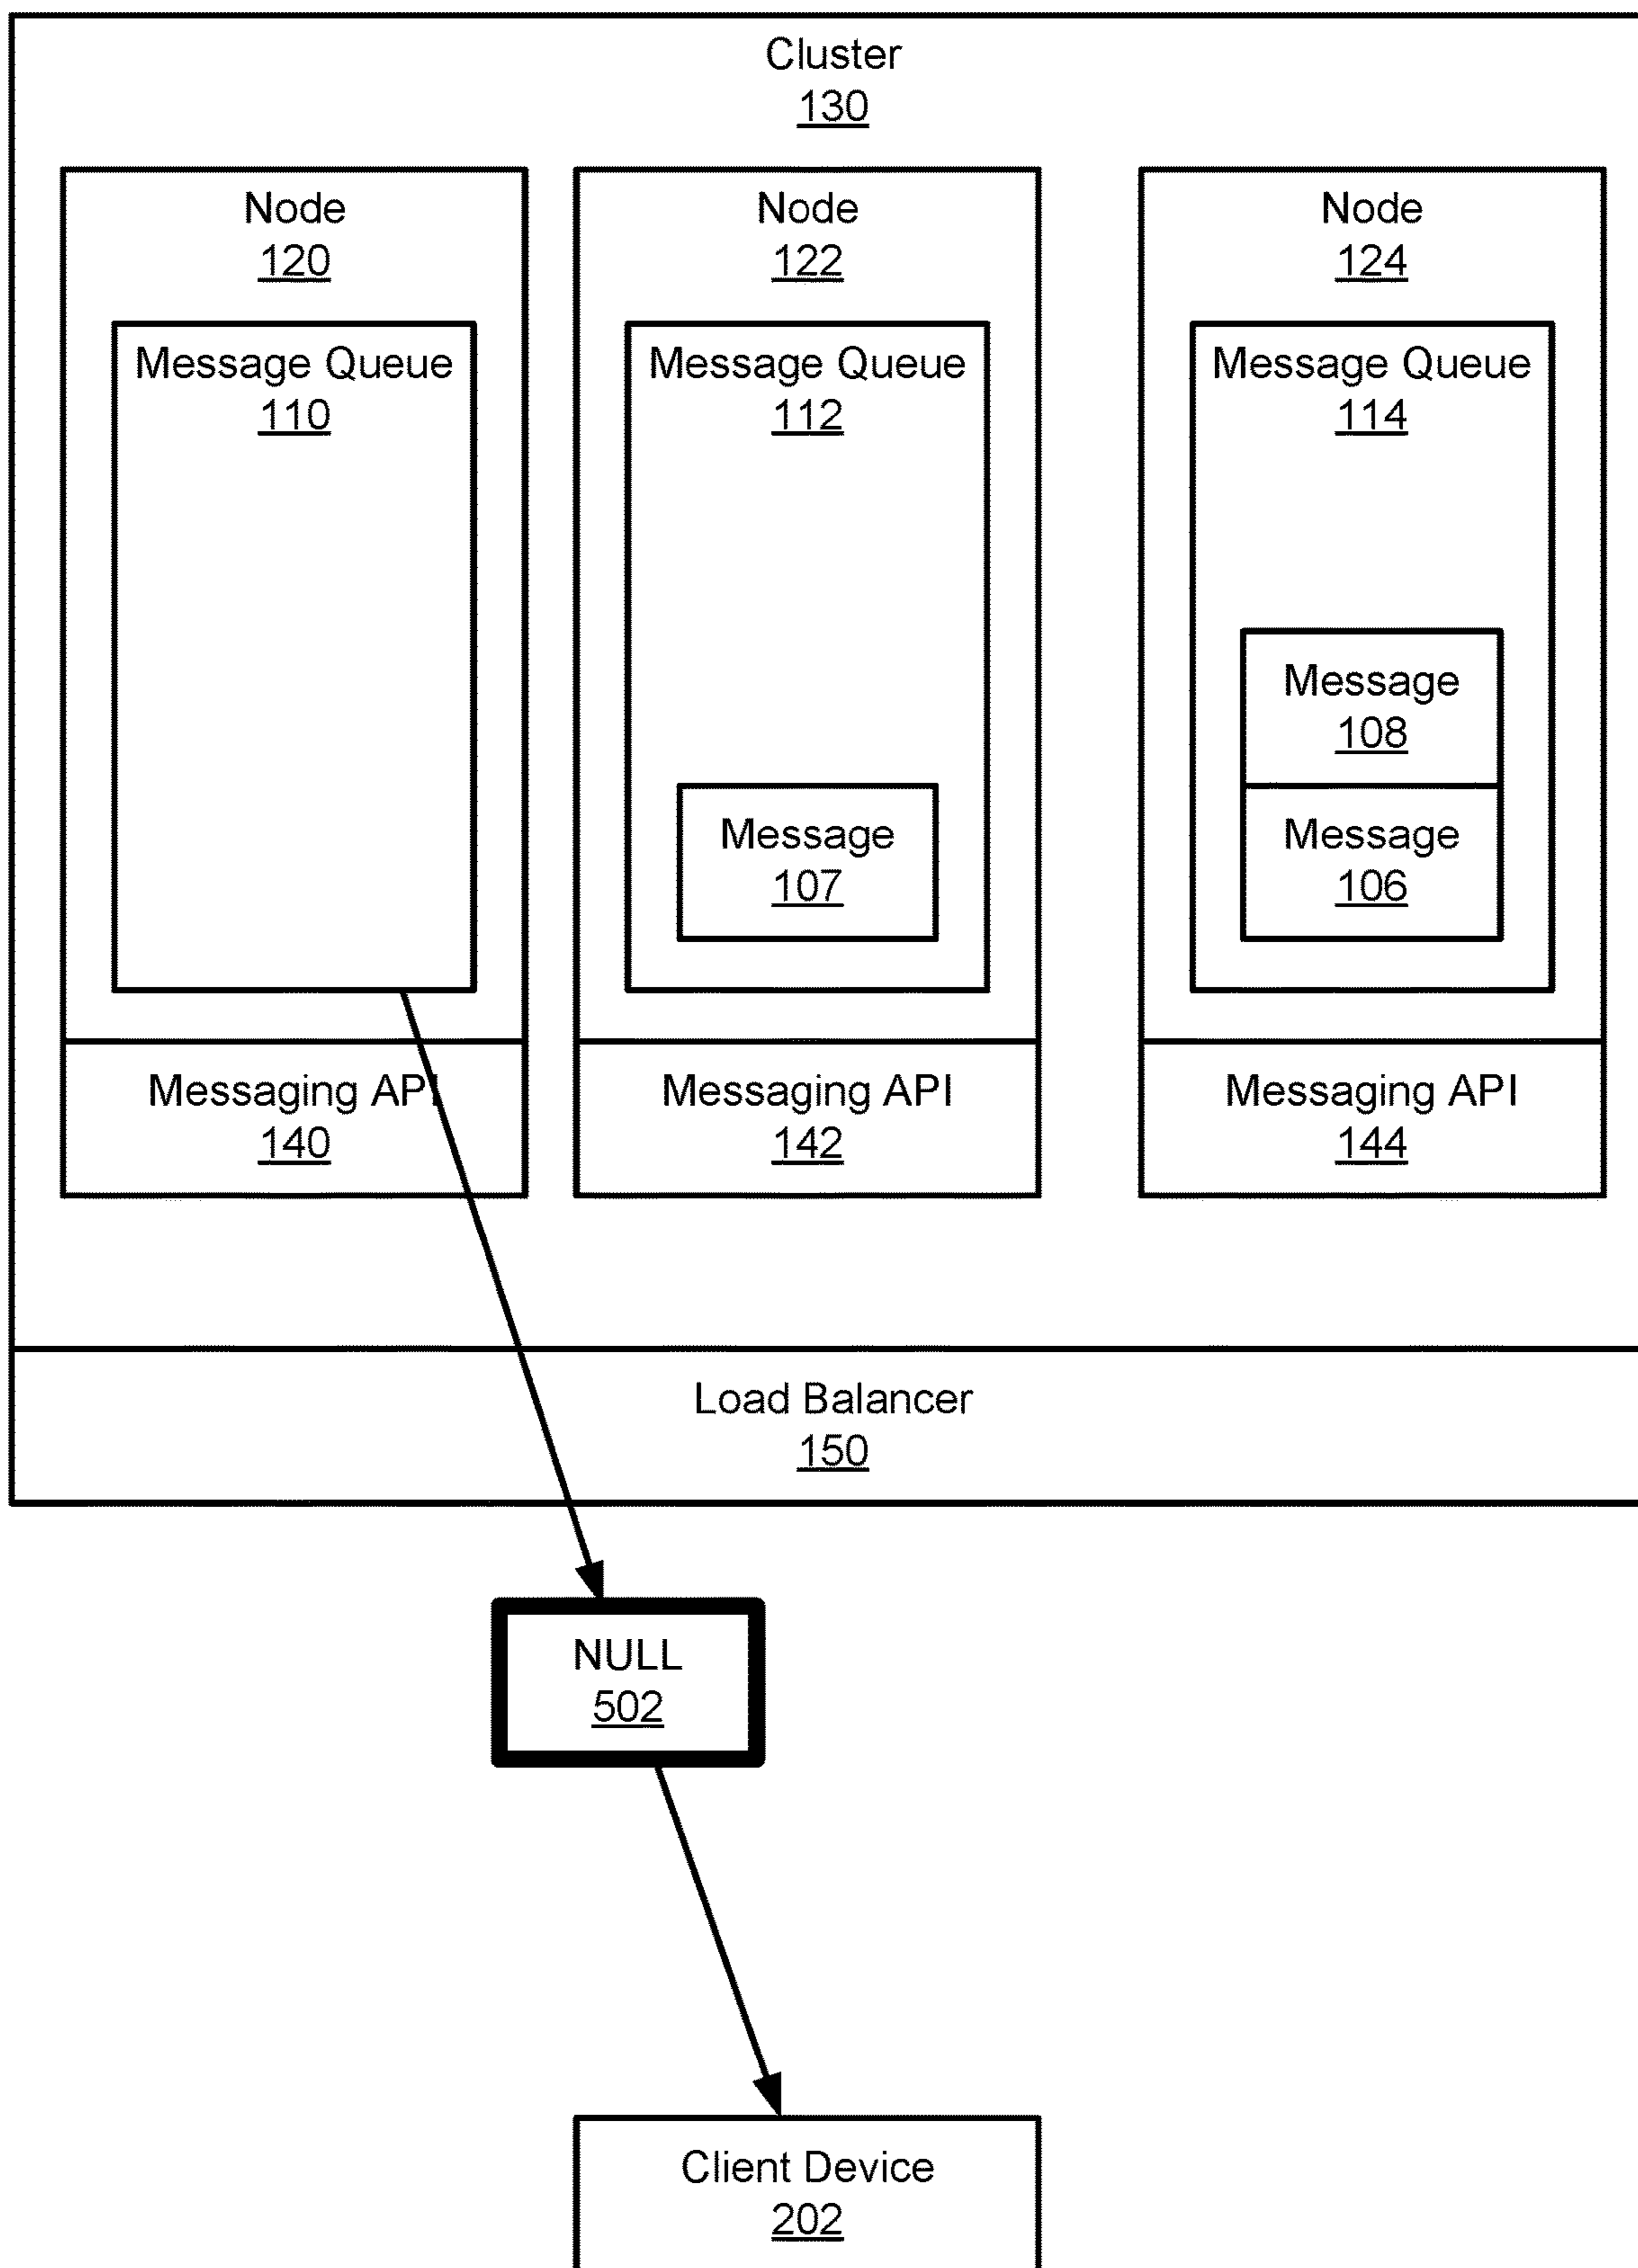 Cluster
130
Node
120
Node
122
Node
124
Message Queue
110
Message Queue
112
Message Queue
114
Message
108
Message
107
Message
106
Messaging API
140
Messaging API
142
Messaging API
144
Load Balancer
150
NULL
502
Client Device
202